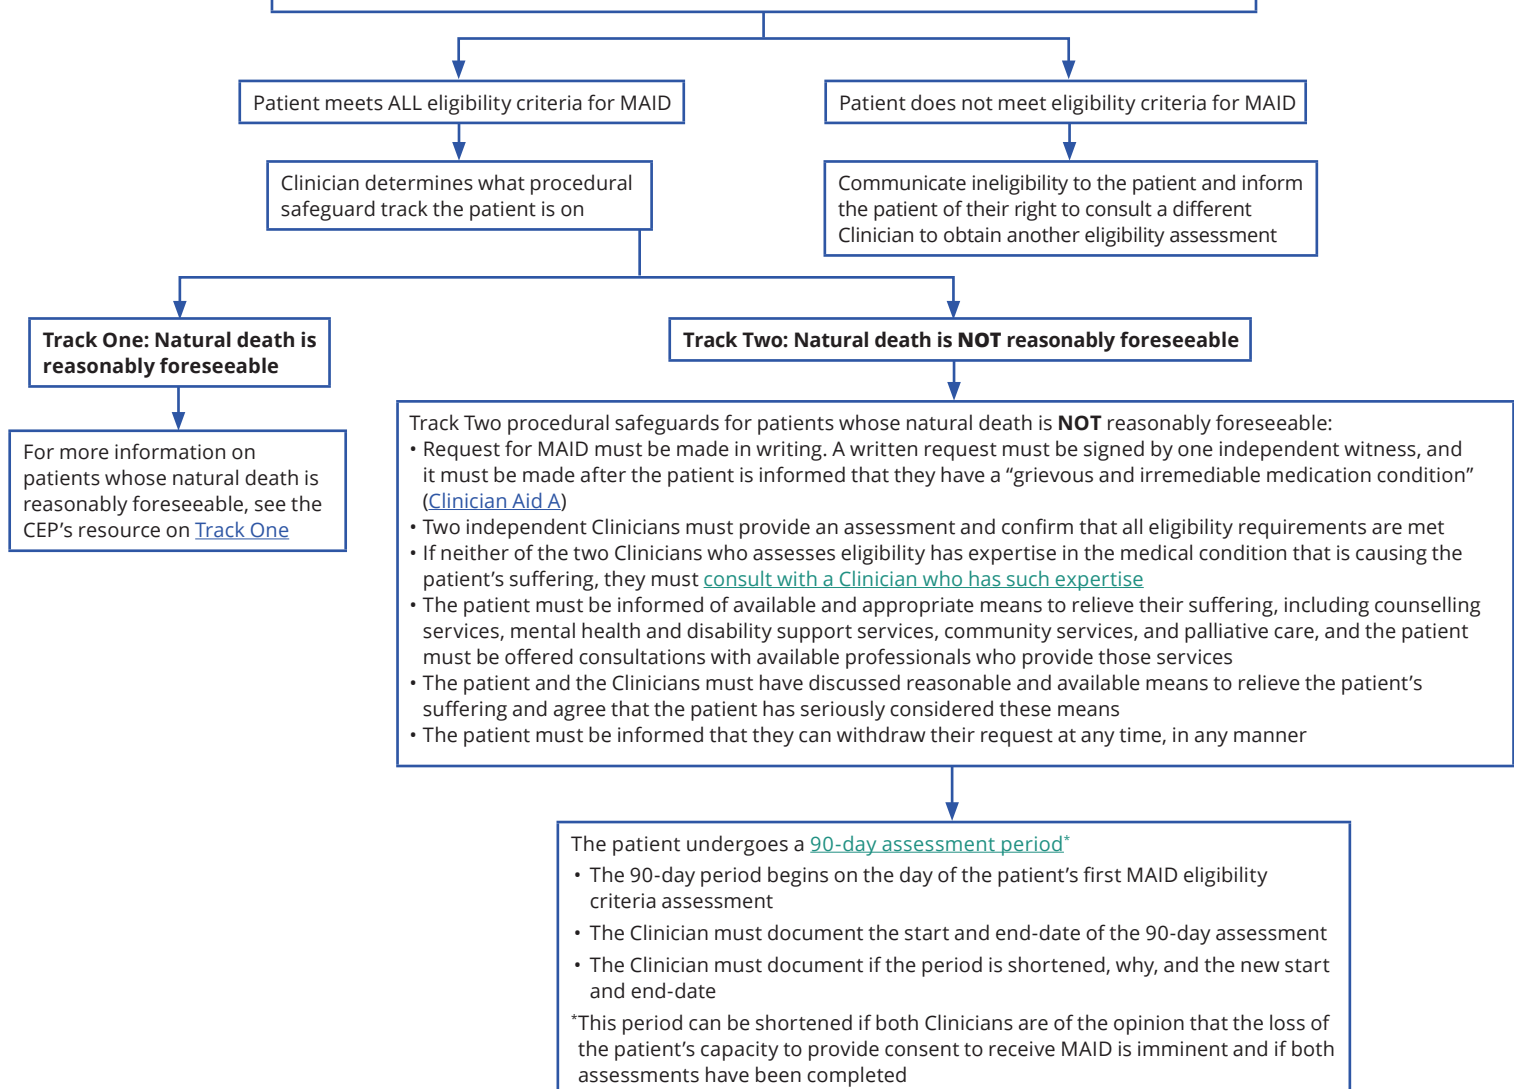 Patient meets ALL eligibility criteria for MAID
Patient does not meet eligibility criteria for MAID
Clinician determines what procedural
safeguard track the patient is on
Communicate ineligibility to the patient and inform
the patient of their right to consult a different
Clinician to obtain another eligibility assessment
Track One: Natural death is
reasonably foreseeable
Track Two: Natural death is NOT reasonably foreseeable
For more information on
patients whose natural death is
reasonably foreseeable, see the
CEP's resource on Track One
Track Two procedural safeguards for patients whose natural death is NOT reasonably foreseeable:
• Request for MAID must be made in writing. A written request must be signed by one independent witness, and
it must be made after the patient is informed that they have a “grievous and irremediable medication condition”
(Clinician Aid A)
• Two independent Clinicians must provide an assessment and confirm that all eligibility requirements are met
• If neither of the two Clinicians who assesses eligibility has expertise in the medical condition that is causing the
patient’s suffering, they must consult with a Clinician who has such expertise
• The patient must be informed of available and appropriate means to relieve their suffering, including counselling
services, mental health and disability support services, community services, and palliative care, and the patient
must be offered consultations with available professionals who provide those services
• The patient and the Clinicians must have discussed reasonable and available means to relieve the patient’s
suffering and agree that the patient has seriously considered these means
• The patient must be informed that they can withdraw their request at any time, in any manner
The patient undergoes a 90-day assessment period*
• The 90-day period begins on the day of the patient’s first MAID eligibility
criteria assessment
• The Clinician must document the start and end-date of the 90-day assessment
• The Clinician must document if the period is shortened, why, and the new start
and end-date
*This period can be shortened if both Clinicians are of the opinion that the loss of
the patient’s capacity to provide consent to receive MAID is imminent and if both
assessments have been completed